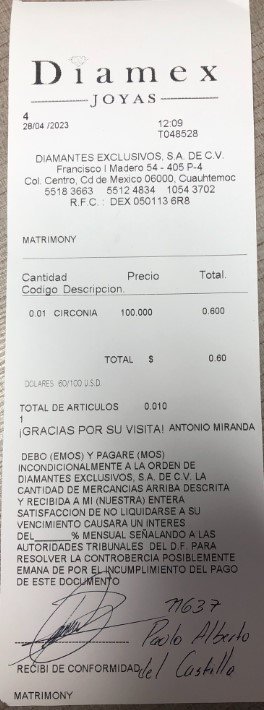 Diamex
JOYAS
4
28/04 /2023 12:09
T048528
DIAMANTES EXCLUSIVOS, S.A. DE C.V.
Francisco I Madero 54 - 405 P-4
Col. Centro, Cd de Mexico 06000, Cuauhtemoc
5518 3663 5512 4834 1054 3702
R.F.C. : DEX 050113 6R8
MATRIMONY
Cantidad Precio Total.
Codigo Descripcion.
0.01 CIRCONIA 100.000 0.600
TOTAL $ 0.60
DOLARES 60/100 U.S.D.
TOTAL DE ARTICULOS 0.010
1
¡GRACIAS POR SU VISITA! ANTONIO MIRANDA
DEBO (EMOS) Y PAGARE (MOS)
INCONDICIONALMENTE A LA ORDEN DE
DIAMANTES EXCLUSIVOS, S.A. DE C.V. LA
CANTIDAD DE MERCANCIAS ARRIBA DESCRITA
Y RECIBIDA A MI (NUESTRA) ENTERA
SATISFACCION DE NO LIQUIDARSE A SU
VENCIMIENTO CAUSARA UN INTERES
DEL______% MENSUAL SEÑALANDO A LAS
AUTORIDADES TRIBUNALES DEL D.F. PARA
RESOLVER LA CONTROBERCIA POSIBLEMENTE
EMANA DE POR EL INCUMPLIMIENTO DEL PAGO
DE ESTE DOCUMENTO
11637
Paolo Alberto
del Castillo
RECIBI DE CONFORMIDAD
MATRIMONY